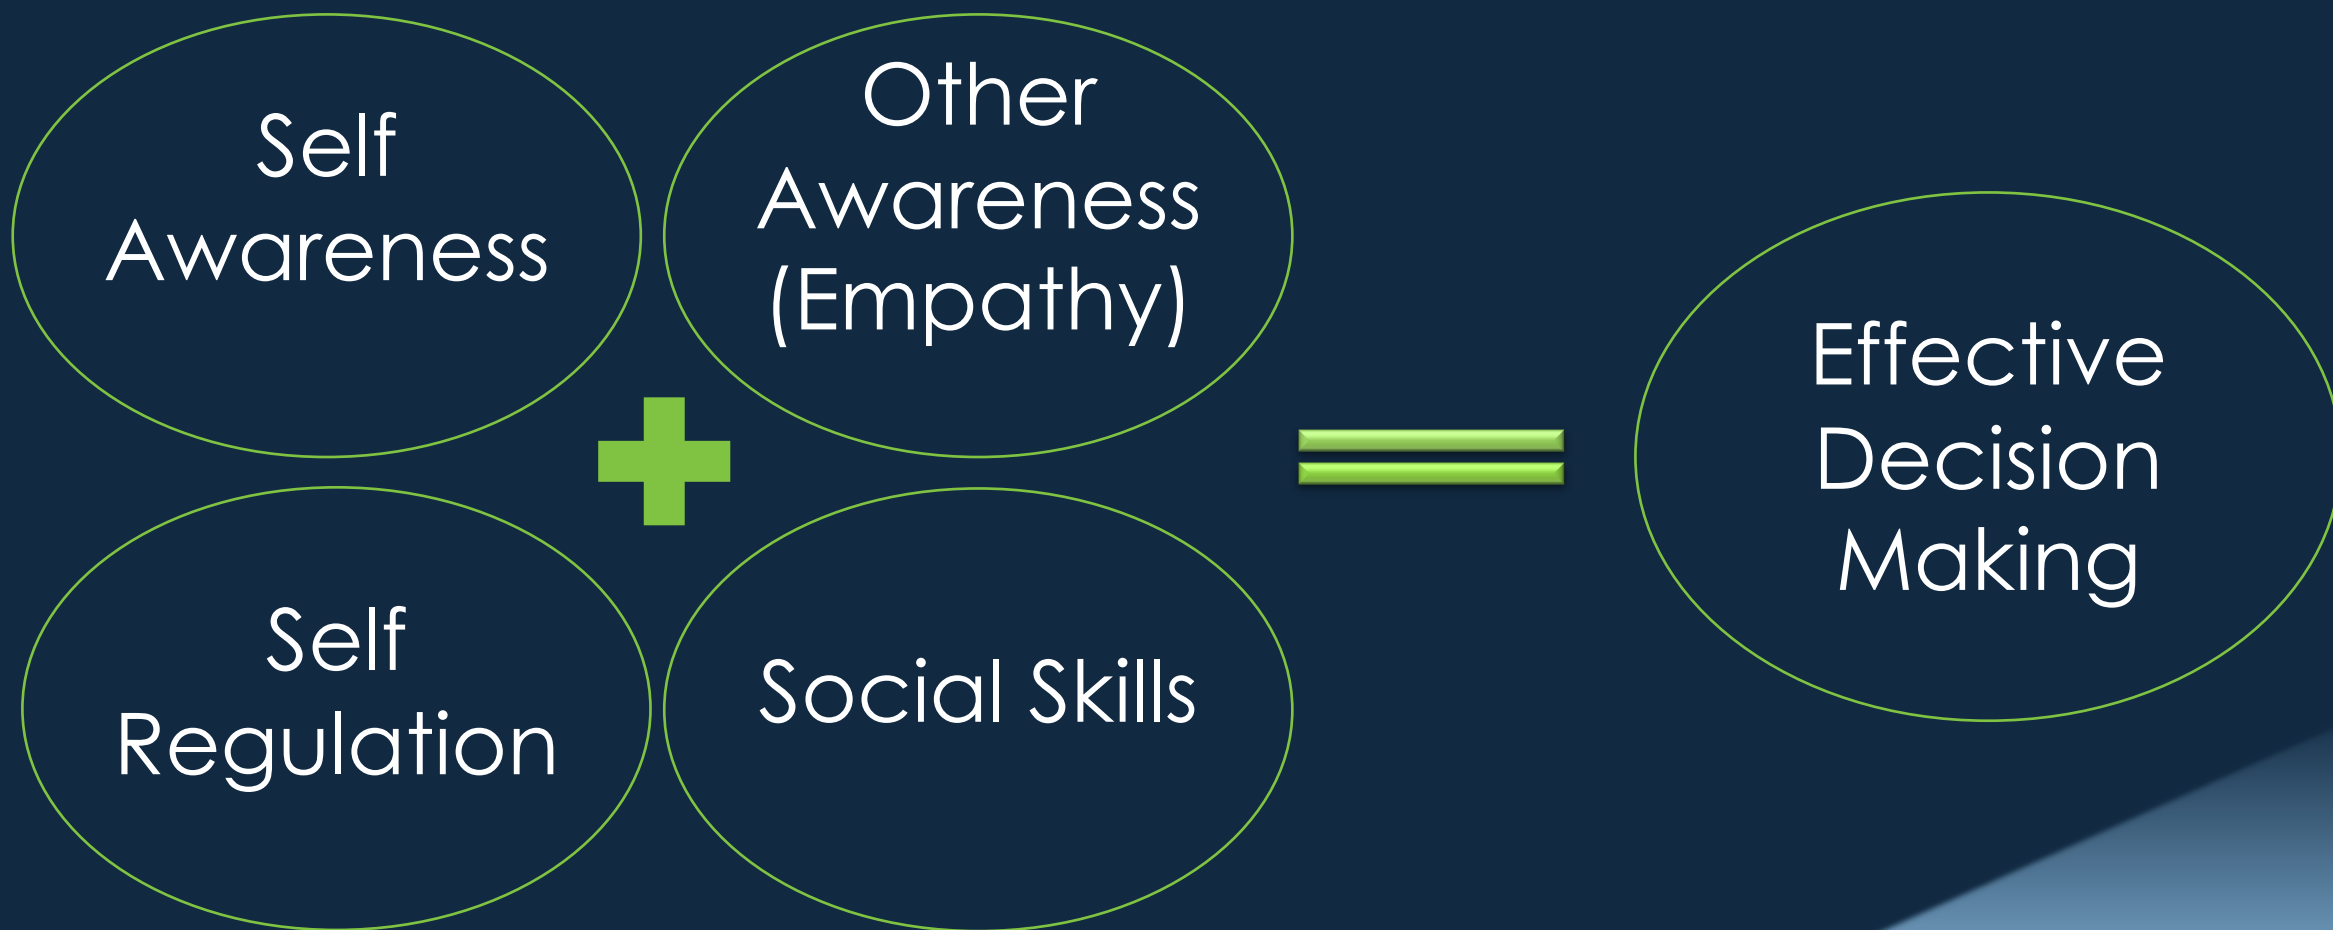 Self
Awareness
Other
Awareness
(Empathy)
Self
Regulation
Social Skills
Effective
Decision
Making